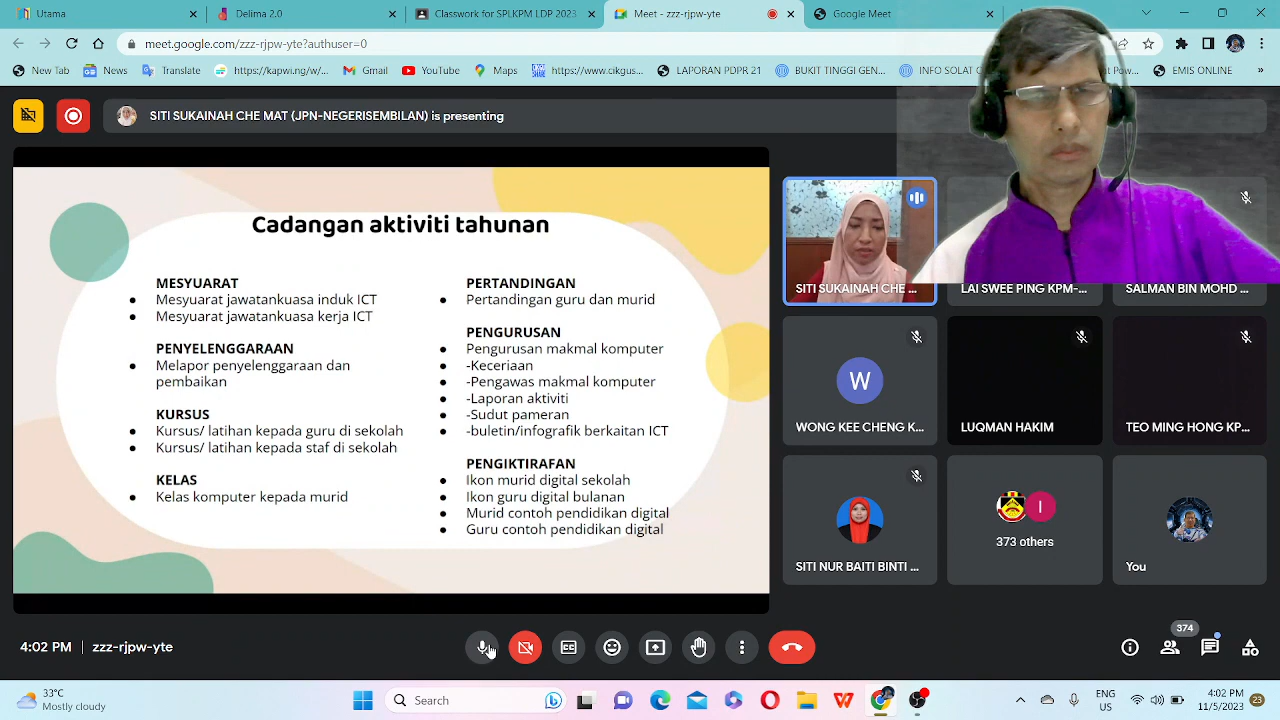 Utama
Delima 2.0
Classwork for SPLKPM LDP 2023
Meet - zzz-rjpw-yte
Google Meet
meet.google.com/zzz-rjpw-yte?authuser=0
New Tab
News
Translate
https://kapring/w/...
Gmail
YouTube
Maps
https://www.cikgus...
LAPORAN PDPR 21
BUKIT TINGGI GEN...
INFO SOLAT
EMIS ONLINE
SITI SUKAINAH CHE MAT (JPN-NEGERISEMBILAN) is presenting
Cadangan aktiviti tahunan
MESYUARAT
Mesyuarat jawatankuasa induk ICT
Mesyuarat jawatankuasa kerja ICT
PENYELENGGARAAN
Melapor penyelenggaraan dan
pembaikan
KURSUS
Kursus/ latihan kepada guru di sekolah
Kursus/ latihan kepada staf di sekolah
KELAS
Kelas komputer kepada murid
PERTANDINGAN
Pertandingan guru dan murid
PENGURUSAN
Pengurusan makmal komputer
-Keceriaan
-Pengawas makmal komputer
-Laporan aktiviti
-Sudut pameran
-buletin/infografik berkaitan ICT
PENGIKTIRAFAN
Ikon murid digital sekolah
Ikon guru digital bulanan
Murid contoh pendidikan digital
Guru contoh pendidikan digital
SITI SUKAINAH CHE ...
LAI SWEE PING KPM-...
SALMAN BIN MOHD ...
W
WONG KEE CHENG K...
LUQMAN HAKIM
TEO MING HONG KP...
SITI NUR BAITI BINTI ...
I
373 others
You
4:02 PM | zzz-rjpw-yte
374
33°C
Mostly cloudy
Search
ENG
US
4:02 PM
11/5/2023
23